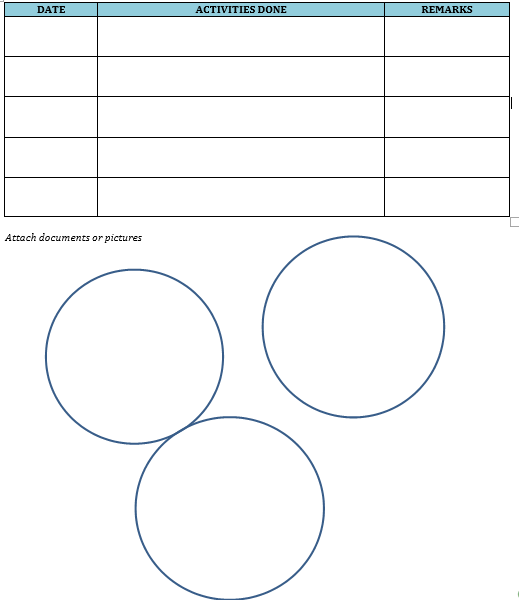 DATE ACTIVITIES DONE REMARKS
Attach documents or pictures